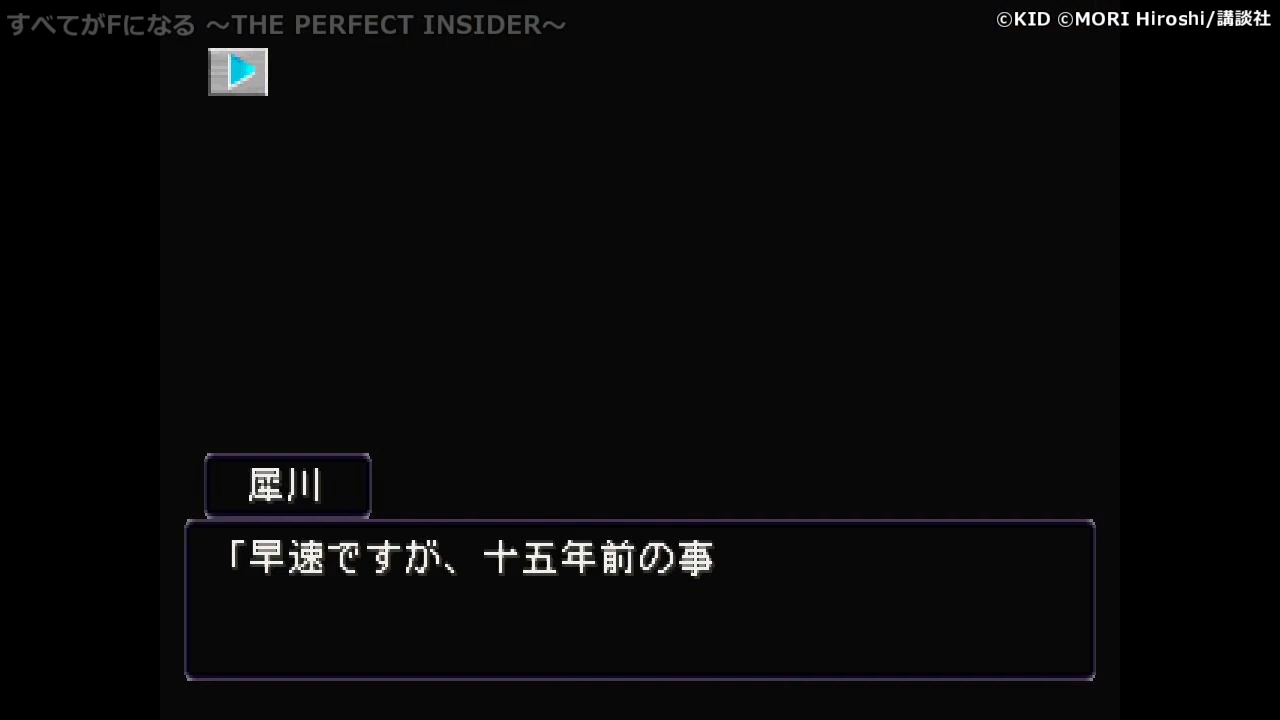 すべてがFになる ～THE PERFECT INSIDER～
©KID ©MORI Hiroshi/講談社
犀川
「早速ですが、十五年前の事